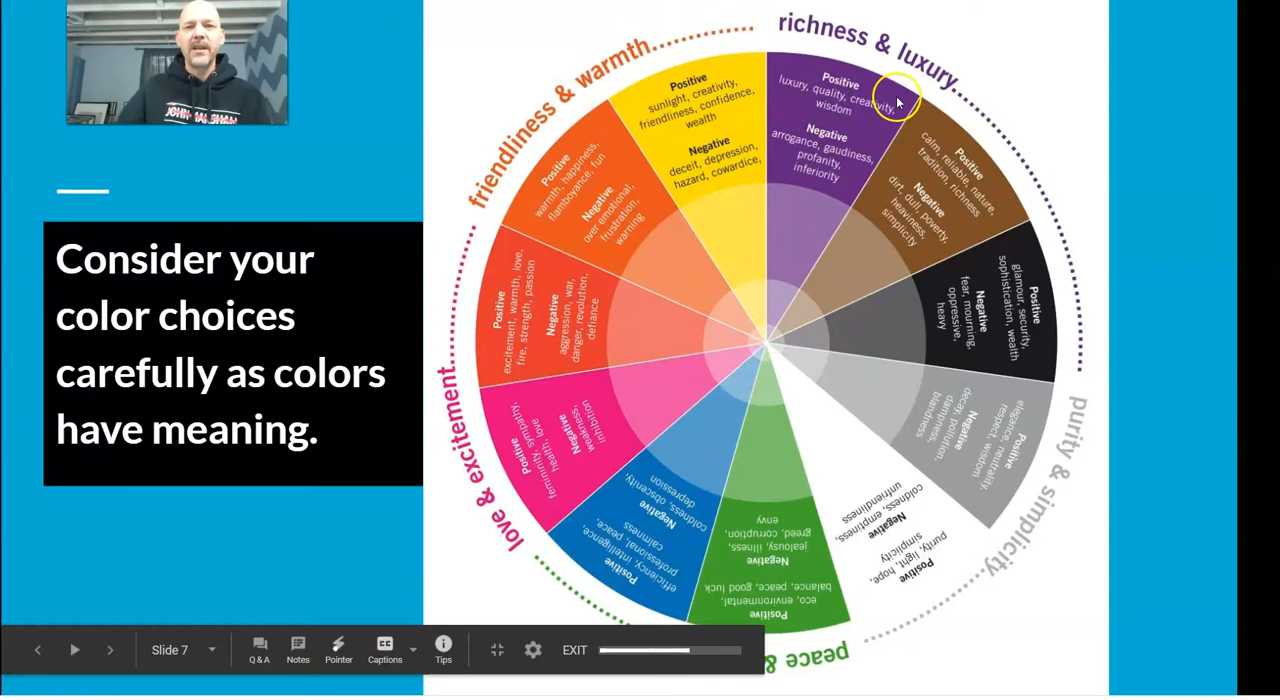 JOHN
richness & luxury
friendliness & warmth
Positive
sunlight, creativity,
friendliness, confidence,
wealth
Negative
deceit, depression,
hazard, cowardice,
Positive
luxury, quality, creativity,
wisdom
Negative
arrogance, gaudiness,
profanity,
inferiority
Positive
calm, reliable, nature,
tradition, richness
Negative
dirt, dull, poverty,
heaviness,
simplicity
Positive
glamour, security,
sophistication, wealth
Negative
fear, mourning,
oppressive,
heavy
Positive
elegance, neutrality,
respect, wisdom
Negative
decay, pollution,
dampness,
blandness
purity & simplicity
Positive
purity, light, hope,
simplicity
Negative
coldness, emptiness,
unfriendliness
Positive
eco, environmental,
balance, peace, good luck
Negative
jealousy, illness,
greed, corruption,
envy
peace &
Positive
efficiency, intelligence,
professional, peace,
calmness
Negative
coldness, obscenity,
depression
Positive
femininity, sympathy,
health, love
Negative
weakness,
inhibition
love & excitement
Positive
excitement, warmth, love,
fire, strength, passion
Negative
aggression, war,
danger, revolution,
defiance
Positive
warmth, happiness,
flamboyance, fun
Negative
over emotional,
frustration,
warning
Consider your
color choices
carefully as colors
have meaning.
Slide 7
Q & A
Notes
Pointer
CC
Captions
Tips
EXIT